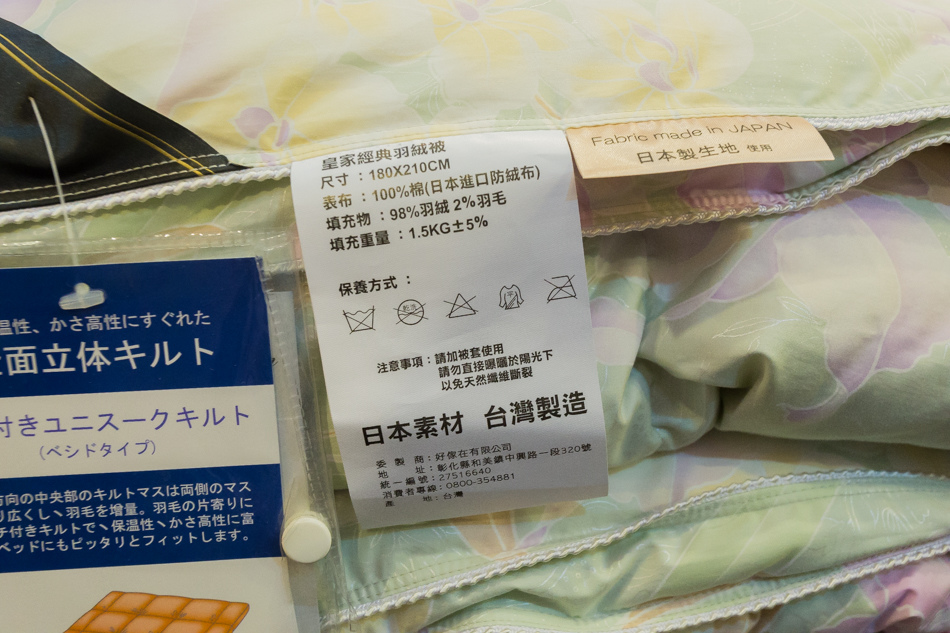 皇家經典羽絨被
尺寸：180X210CM
表布：100%棉(日本進口防絨布)
填充物：98%羽絨 2%羽毛
填充重量：1.5KG±5%
保養方式：
注意事項：請加被套使用
請勿直接曝曬於陽光下
以免天然纖維斷裂
日本素材 台灣製造
委製商：好傢在有限公司
地址：彰化縣和美鎮中興路一段320號
統一編號：27516640
消費者專線：0800-354881
產地：台灣
Fabric made in JAPAN
日本製生地 使用
温性、かさ高性にすぐれた
面立体キルト
付きユニスークキルト
(ベシドタイプ)
方向の中央部のキルトマスは両側のマス
り広くし、羽毛を増量。羽毛の片寄りに
チ付きキルトで、保温性、かさ高性に富
ベッドにもピッタリとフィットします。